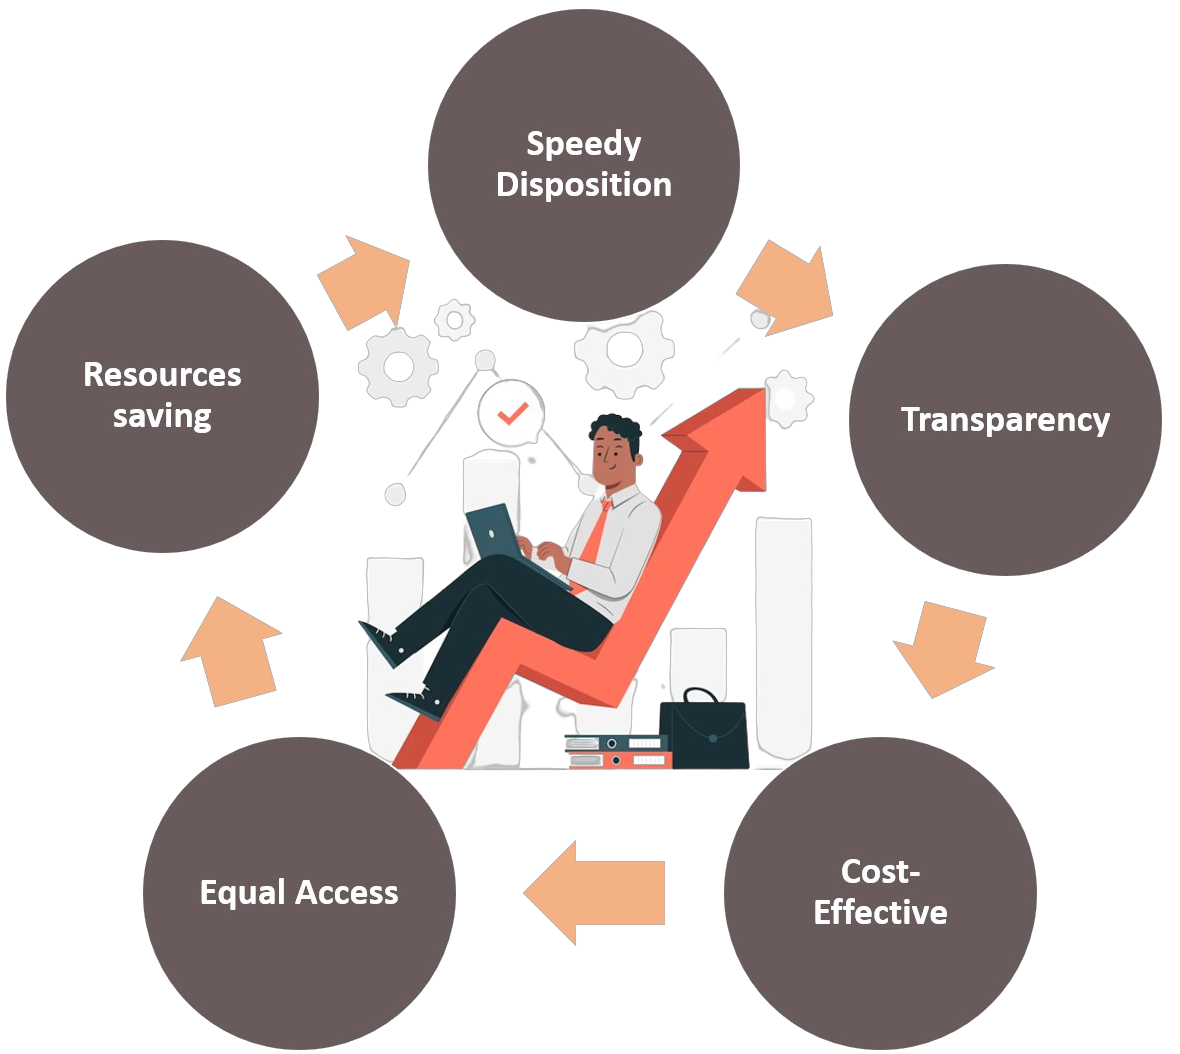 Speedy
Disposition
Transparency
Cost-
Effective
Equal Access
Resources
saving